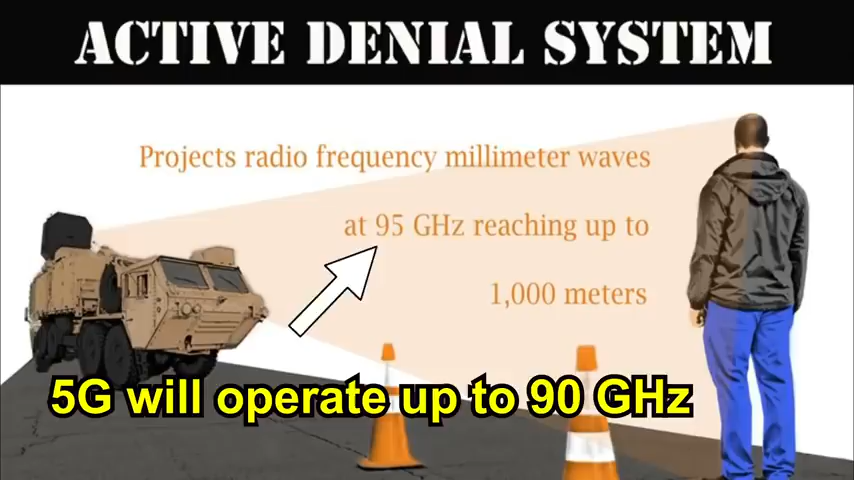 ACTIVE DENIAL SYSTEM
Projects radio frequency millimeter waves
at 95 GHz reaching up to
1,000 meters
5G will operate up to 90 GHz